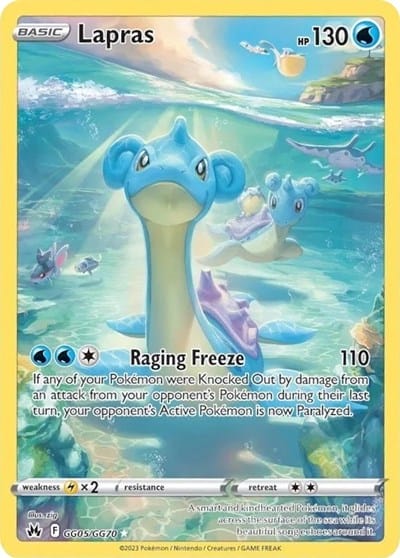 BASIC Lapras HP 130
Raging Freeze 110
If any of your Pokémon were Knocked Out by damage from
an attack from your opponent's Pokémon during their last
turn, your opponent's Active Pokémon is now Paralyzed.
weakness ×2 resistance retreat
Illus. zig
F GG05/GG70
A smart and kindhearted Pokémon, it glides
across the surface of the sea while its
beautiful song echoes around it.
©2023 Pokémon / Nintendo / Creatures / GAME FREAK